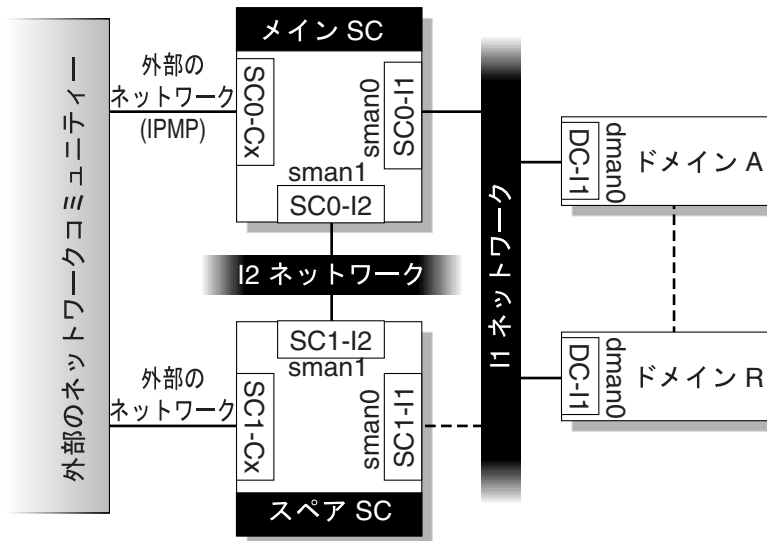 外部のネットワークコミュニティー
外部の
ネットワーク
(IPMP)
メイン SC
SC0-Cx
sman0
SC0-I1
sman1
SC0-I2
I2 ネットワーク
SC1-I2
sman1
外部の
ネットワーク
SC1-Cx
sman0
SC1-I1
スペア SC
I1 ネットワーク
DC-I1
dman0
ドメイン A
DC-I1
dman0
ドメイン R